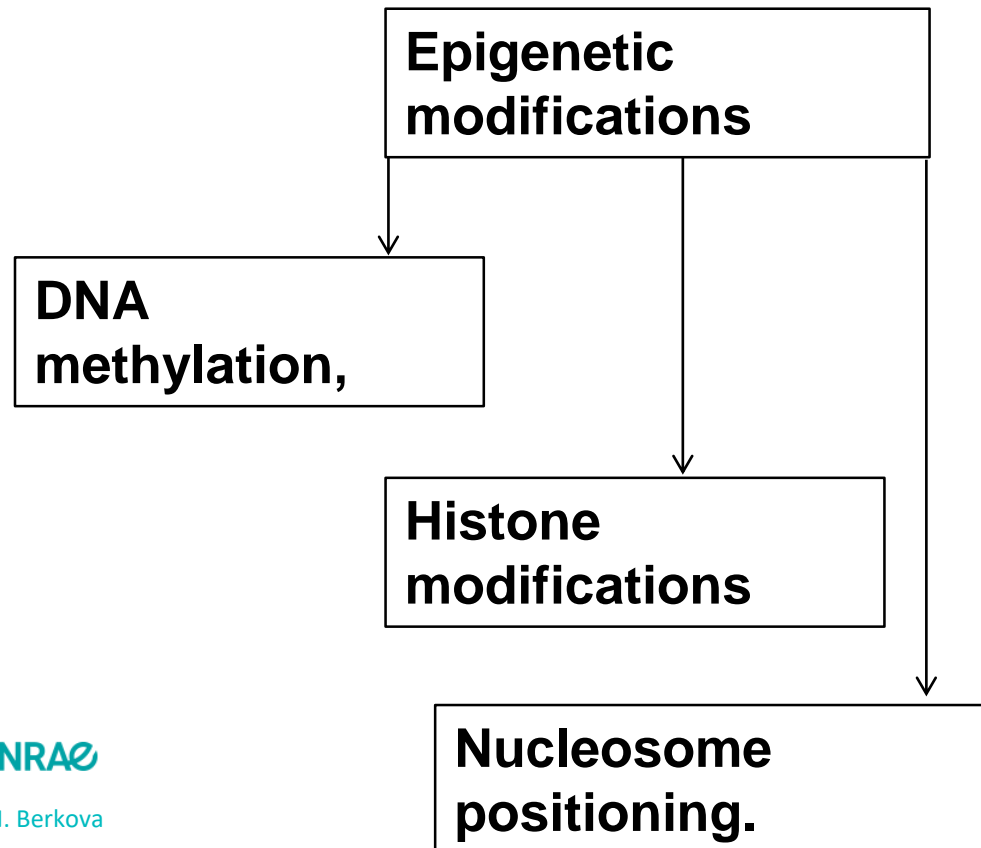 Epigenetic
modifications
DNA
methylation,
Histone
modifications
Nucleosome
positioning.
NRAe
. Berkova